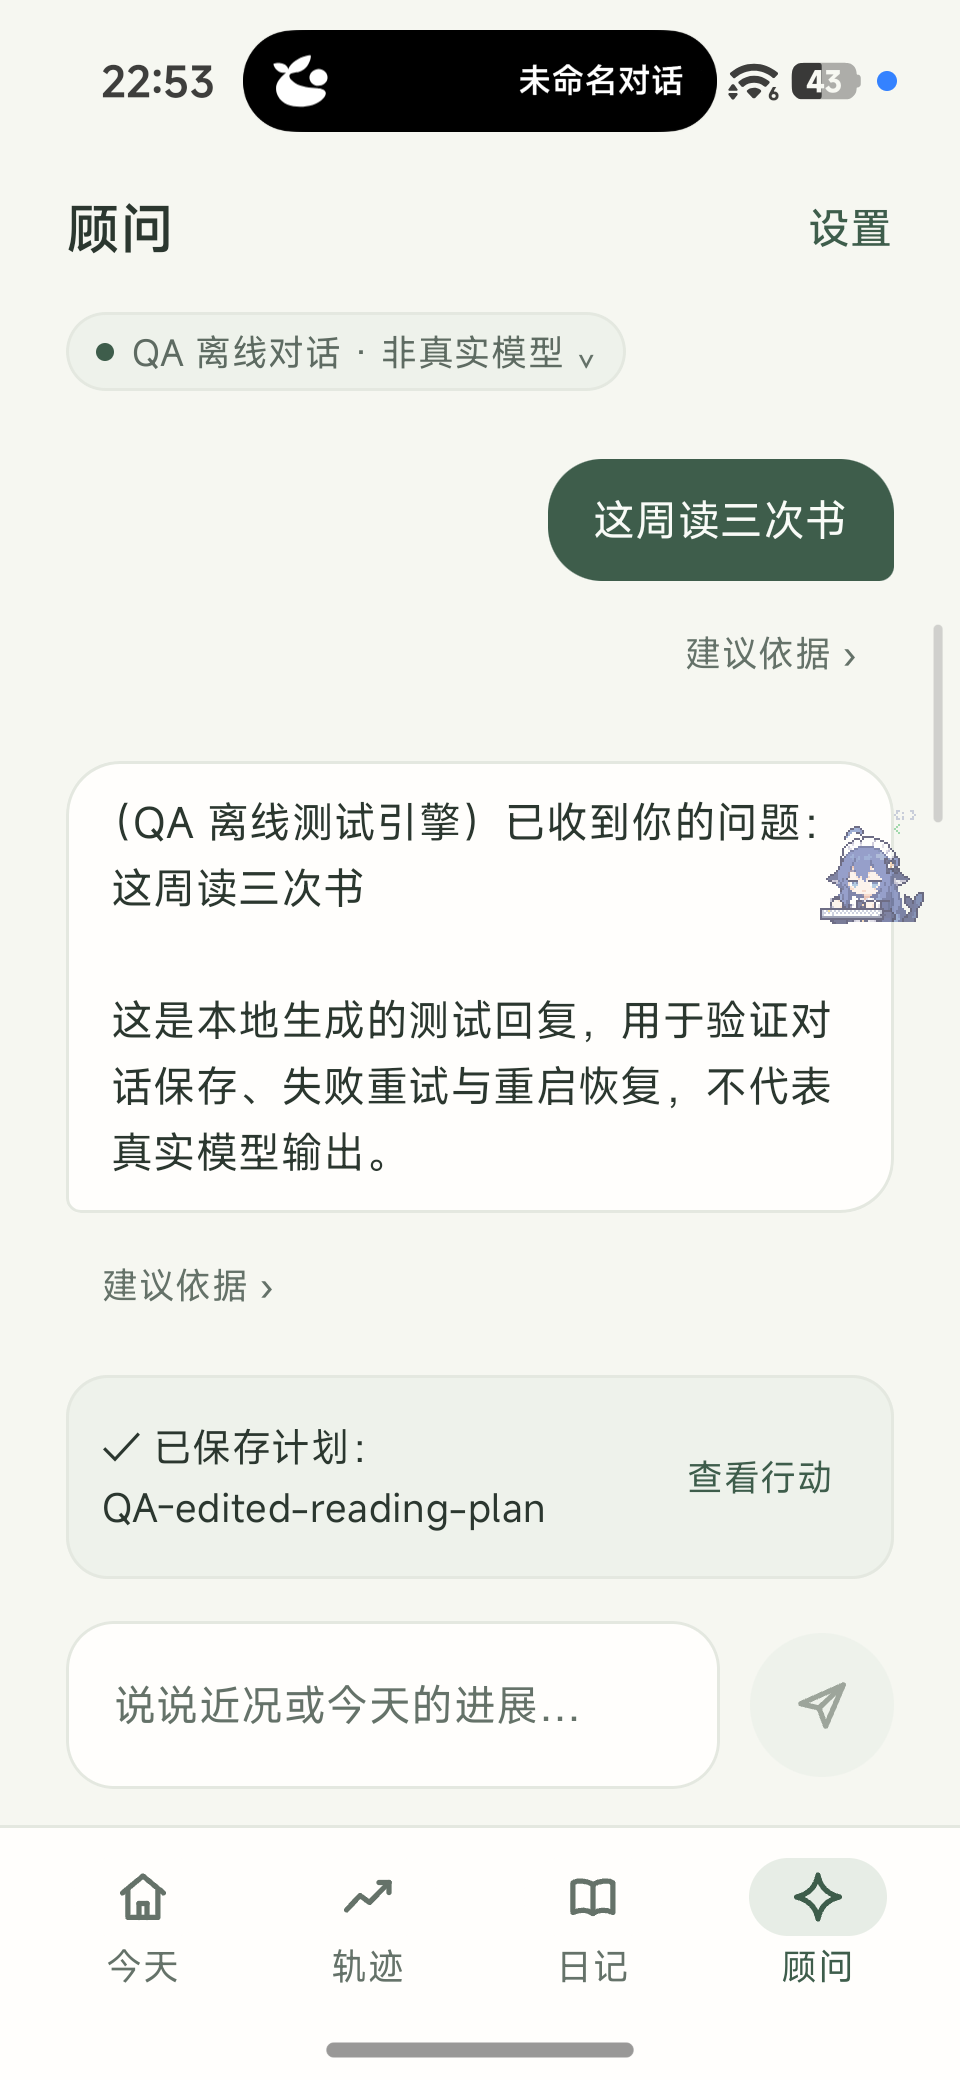 22:53
未命名对话
6
43
顾问
设置
QA 离线对话 · 非真实模型
这周读三次书
建议依据 ›
（QA 离线测试引擎）已收到你的问题：
这周读三次书
这是本地生成的测试回复，用于验证对
话保存、失败重试与重启恢复，不代表
真实模型输出。
建议依据 ›
✓ 已保存计划：
QA-edited-reading-plan
查看行动
说说近况或今天的进展...
今天
轨迹
日记
顾问